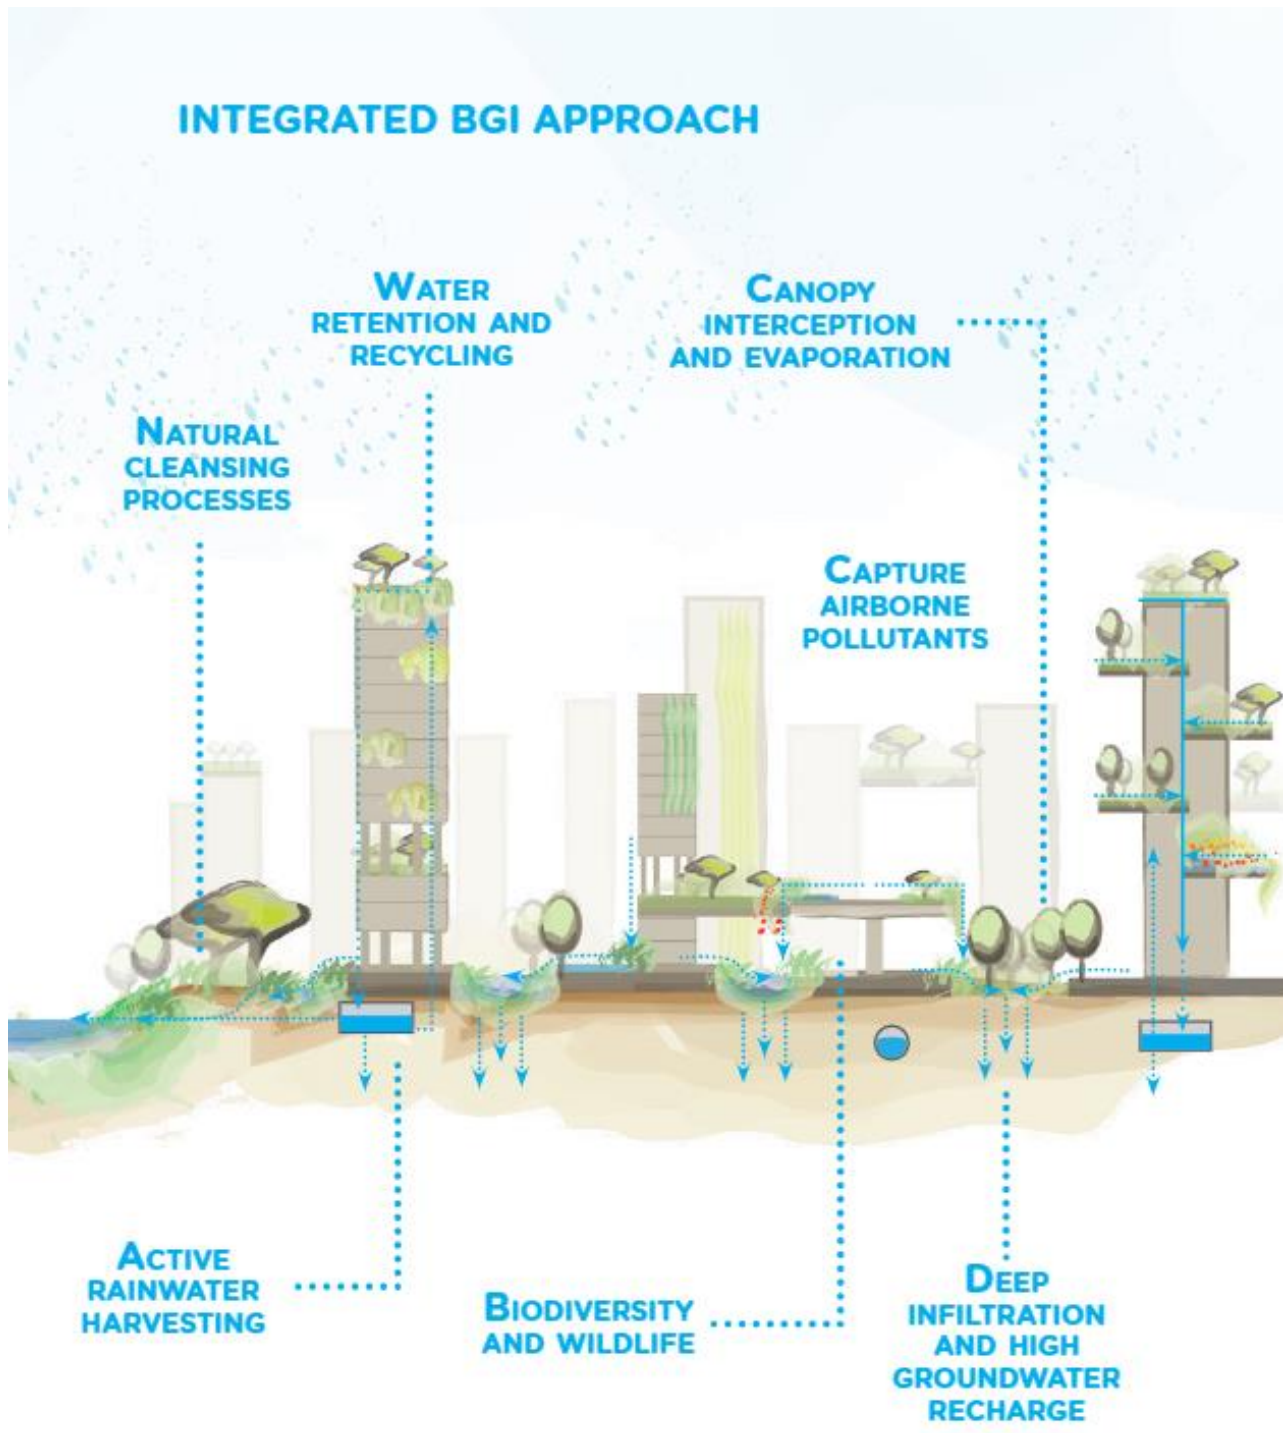 INTEGRATED BGI APPROACH
WATER
RETENTION AND
RECYCLING
CANOPY
INTERCEPTION
AND EVAPORATION
NATURAL
CLEANSING
PROCESSES
CAPTURE
AIRBORNE
POLLUTANTS
ACTIVE
RAINWATER
HARVESTING
BIODIVERSITY
AND WILDLIFE
DEEP
INFILTRATION
AND HIGH
GROUNDWATER
RECHARGE